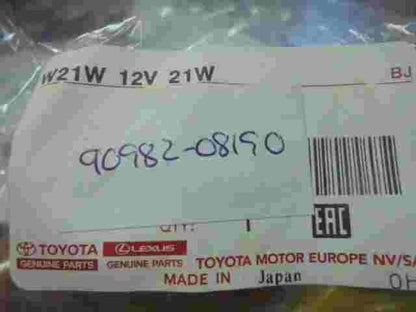 W21W 12V 21W BJ
90982-08190
QTY: 1
EAC
TOYOTA LEXUS
GENUINE PARTS GENUINE PARTS TOYOTA MOTOR EUROPE NV/SA
MADE IN Japan OH